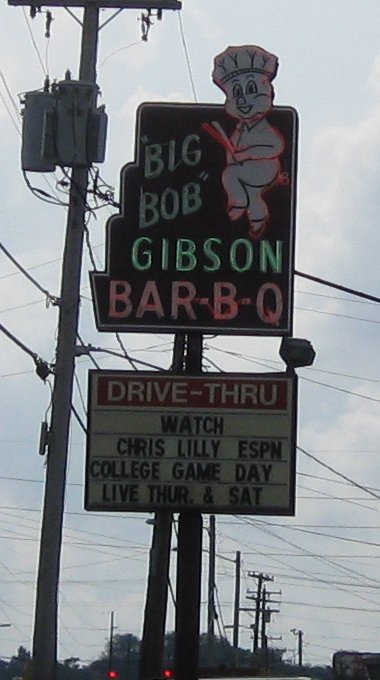 "BIG
BOB"
GIBSON
BAR-B-Q
DRIVE-THRU
WATCH
CHRIS LILLY ESPN
COLLEGE GAME DAY
LIVE THUR. & SAT